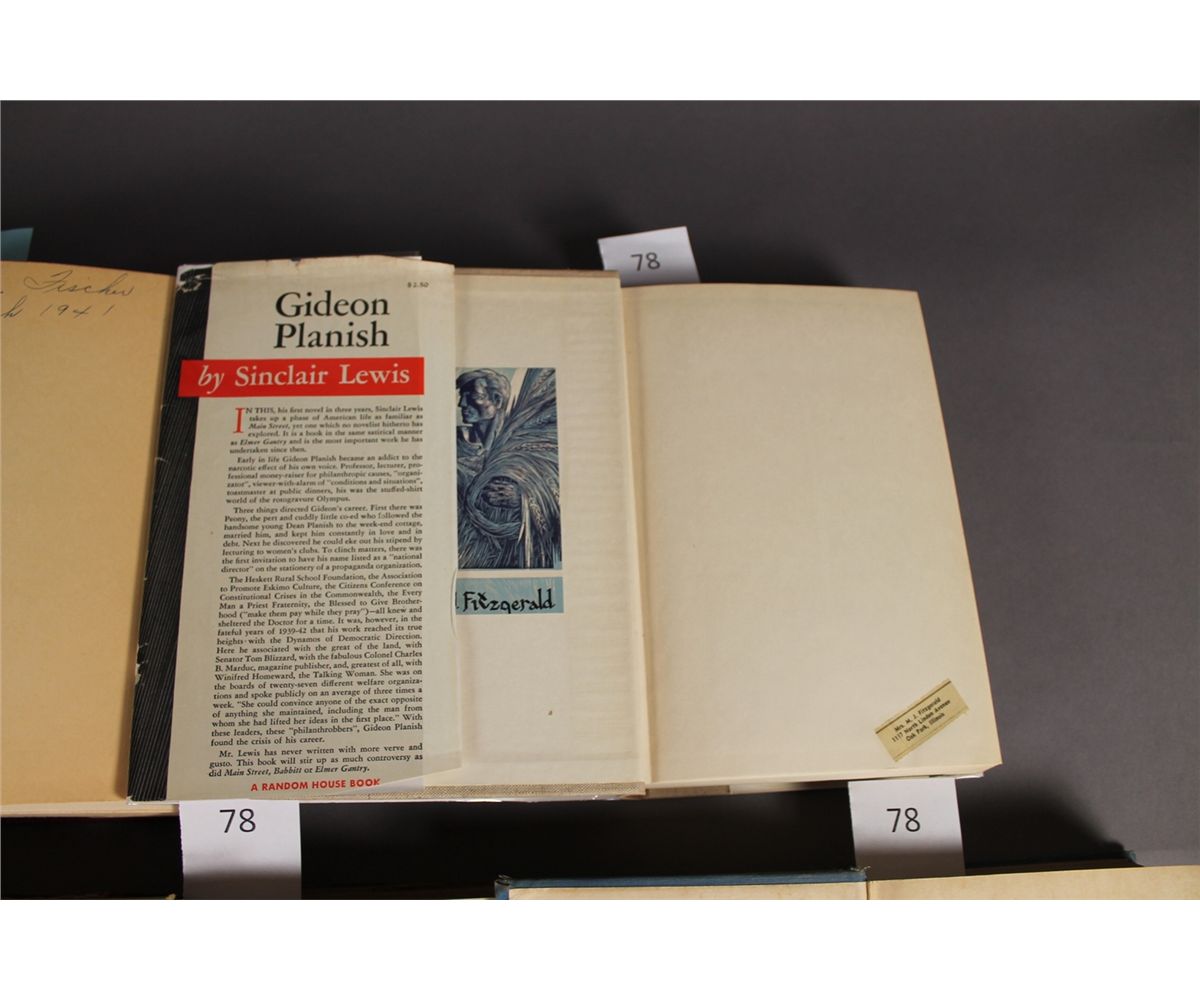 Fischer
1941
78
$2.50
Gideon
Planish
by Sinclair Lewis
IN THIS, his first novel in three years, Sinclair Lewis
takes up a phase of American life as familiar as
Main Street, yet one which no novelist hitherto has
explored. It is a book in the same satirical manner
as Elmer Gantry and is the most important work he has
undertaken since then.
Early in life Gideon Planish became an addict to the
narcotic effect of his own voice. Professor, lecturer, pro-
fessional money-raiser for philanthropic causes, "organi-
zator", viewer-with-alarm of "conditions and situations",
toastmaster at public dinners, his was the stuffed-shirt
world of the rotogravure Olympus.
Three things directed Gideon's career. First there was
Peony, the pert and cuddly little co-ed who followed the
handsome young Dean Planish to the week-end cottage,
married him, and kept him constantly in love and in
debt. Next he discovered he could eke out his stipend by
lecturing to women's clubs. To clinch matters, there was
the first invitation to have his name listed as a "national
director" on the stationery of a propaganda organization.
The Heskett Rural School Foundation, the Association
to Promote Eskimo Culture, the Citizens Conference on
Constitutional Crises in the Commonwealth, the Every
Man a Priest Fraternity, the Blessed to Give Brother-
hood ("make them pay while they pray")—all knew and
sheltered the Doctor for a time. It was, however, in the
fateful years of 1939-42 that his work reached its true
heights—with the Dynamos of Democratic Direction.
Here he associated with the great of the land, with
Senator Tom Blizzard, with the fabulous Colonel Charles
B. Marduc, magazine publisher, and, greatest of all, with
Winifred Homeward, the Talking Woman. She was on
the boards of twenty-seven different welfare organiza-
tions and spoke publicly on an average of three times a
week. "She could convince anyone of the exact opposite
of anything she maintained, including the man from
whom she had lifted her ideas in the first place." With
these leaders, these "philanthrobbers", Gideon Planish
found the crisis of his career.
Mr. Lewis has never written with more verve and
gusto. This book will stir up as much controversy as
did Main Street, Babbitt or Elmer Gantry.
A RANDOM HOUSE BOOK
Fitzgerald
Mrs. M. J. Fitzgerald
1117 North Linden Avenue
Oak Park, Illinois
78
78